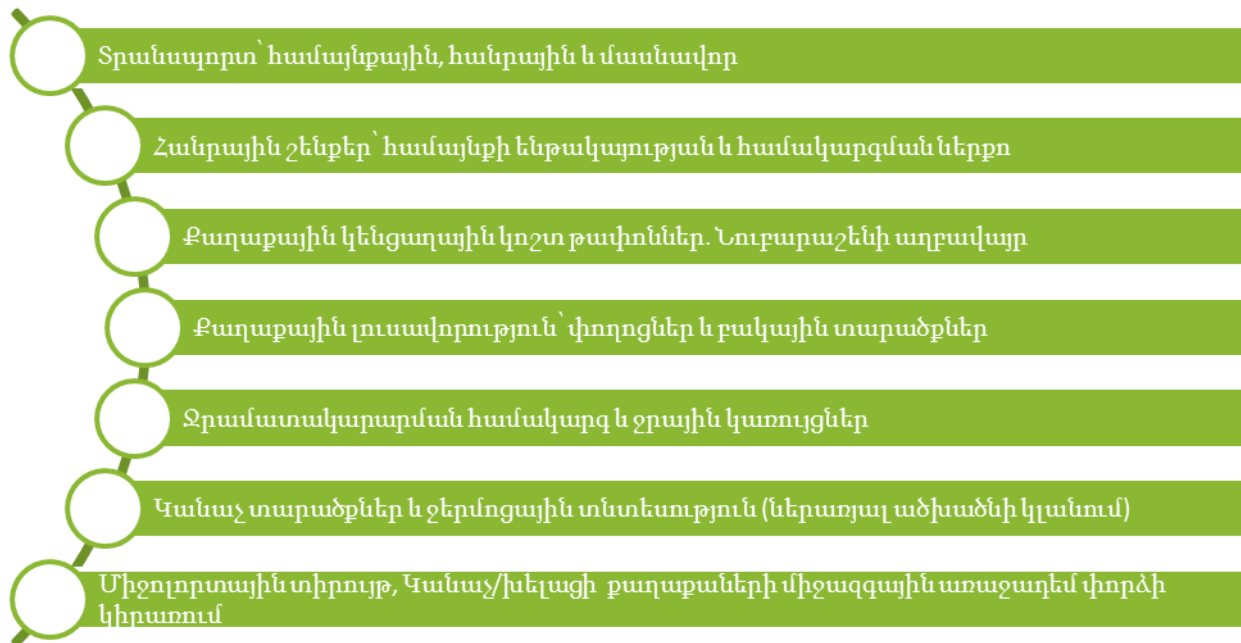 Տրանսպորտ՝ համայնքային, հանրային և մասնավոր
Հանրային շենքեր՝ համայնքի ենթակայության և համակարգման ներքո
Քաղաքային կենցաղային կոշտ թափոններ. Նուբարաշենի աղբավայր
Քաղաքային լուսավորություն՝ փողոցներ և բակային տարածքներ
Ջրամատակարարման համակարգ և ջրային կառույցներ
Կանաչ տարածքներ և ջերմոցային տնտեսություն (ներառյալ ածխածնի կլանում)
Միջոլորտային տիրույթ, Կանաչ/խելացի քաղաքաների միջազգային առաջադեմ փորձի
կիրառում